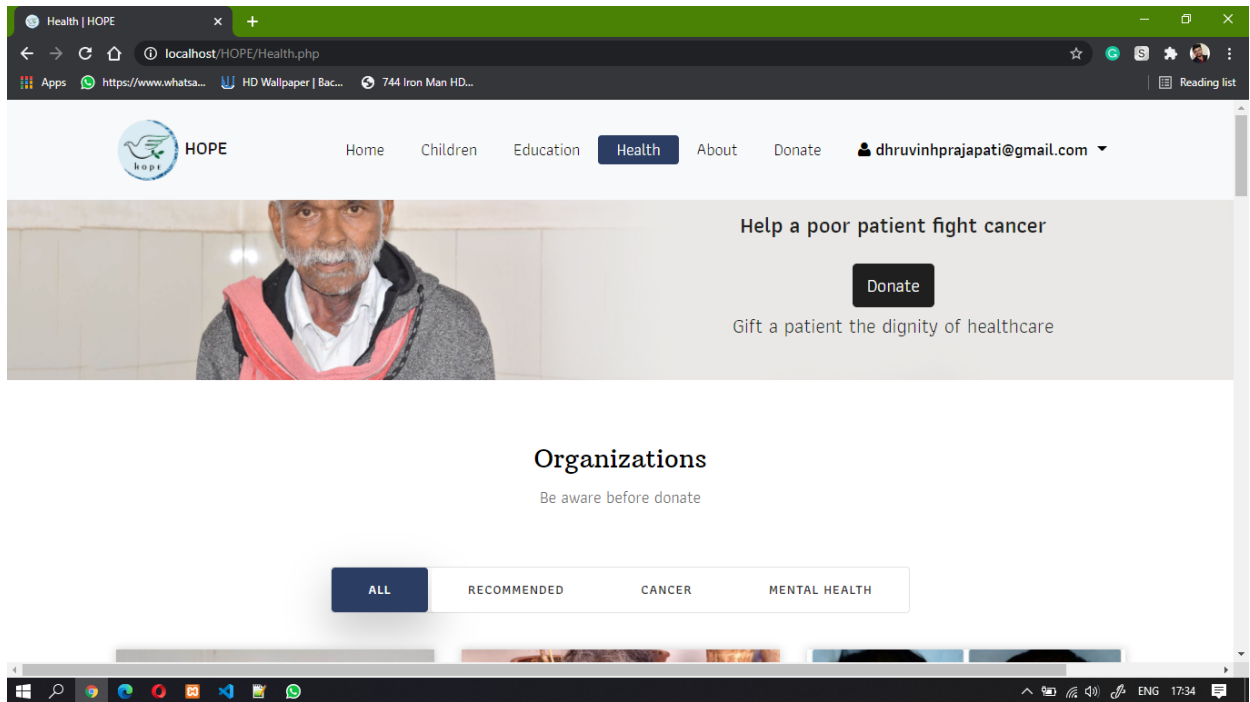 Health | HOPE
localhost/HOPE/Health.php
S
Apps https://www.whatsa... HD Wallpaper | Bac... 744 Iron Man HD... Reading list
hope
HOPE Home Children Education Health About Donate dhruvinhprajapati@gmail.com
Help a poor patient fight cancer
Donate
Gift a patient the dignity of healthcare
Organizations
Be aware before donate
ALL RECOMMENDED CANCER MENTAL HEALTH
ENG 17:34